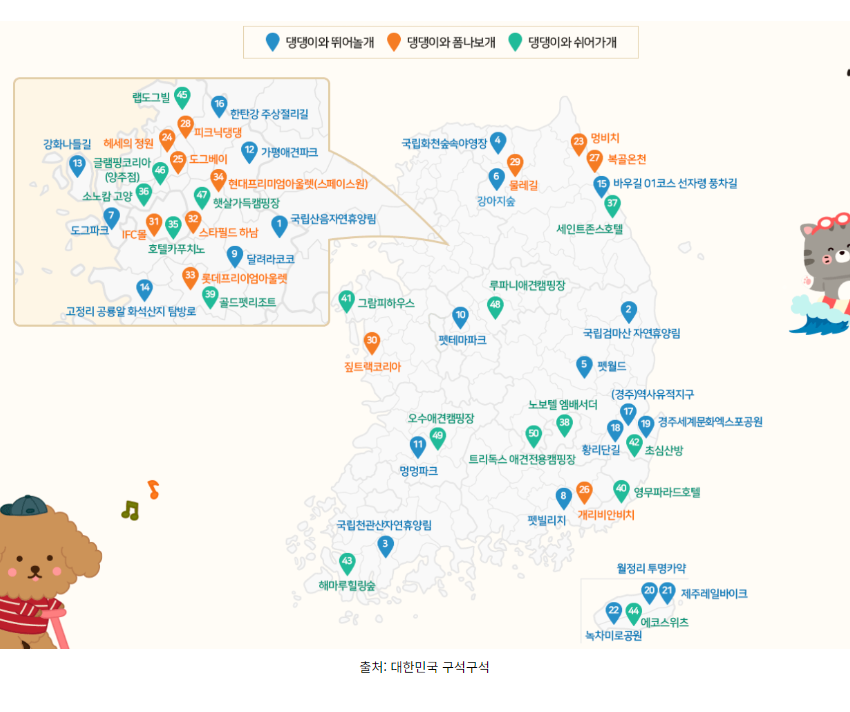 댕댕이와 뛰어놀개 댕댕이와 폼나보개 댕댕이와 쉬어가개
랩도그빌 45
16 한탄강 주상절리길
28 피크닉댕댕
헤세의 정원 24
강화나들길 13
글램핑코리아
(양주점) 46
25 도그베이
12 가평애견파크
34 현대프리미엄아울렛(스페이스원)
소노캄 고양 36
47 햇살가득캠핑장
도그파크 7
IFC몰 31
35 호텔카푸치노
32 스타필드 하남
1 국립산음자연휴양림
9 달려라코코
33 롯데프리미엄아울렛
14 고정리 공룡알 화석산지 탐방로
39 골드펫리조트
국립화천숲속야영장 4
23 멍비치
27 복골온천
29 물레길
6 강아지숲
15 바우길 01코스 선자령 풍차길
37 세인트존스호텔
41 그람피하우스
루파니애견캠핑장 48
10 펫테마파크
2 국립검마산 자연휴양림
30 짚트랙코리아
5 펫월드
(경주)역사유적지구 17
노보텔 엠배서더 38
오수애견캠핑장 49
19 경주세계문화엑스포공원
18 황리단길
42 초심산방
50 트리독스 애견전용캠핑장
11 멍멍파크
8 펫빌리지
26 개리비안비치
40 영무파라드호텔
국립천관산자연휴양림 3
43 해마루힐링숲
월정리 투명카약 20
21 제주레일바이크
22 녹차미로공원
44 에코스위츠
출처: 대한민국 구석구석